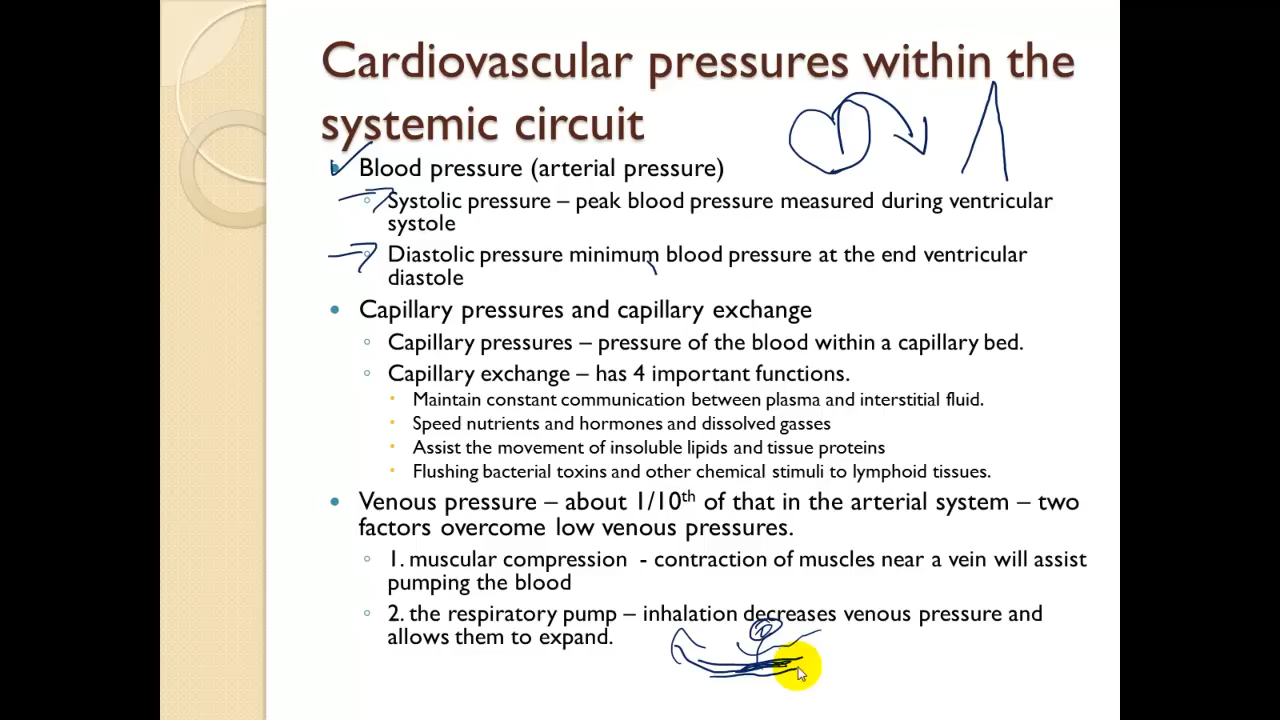 Cardiovascular pressures within the
systemic circuit
Blood pressure (arterial pressure)
Systolic pressure – peak blood pressure measured during ventricular
systole
Diastolic pressure minimum blood pressure at the end ventricular
diastole
Capillary pressures and capillary exchange
Capillary pressures – pressure of the blood within a capillary bed.
Capillary exchange – has 4 important functions.
Maintain constant communication between plasma and interstitial fluid.
Speed nutrients and hormones and dissolved gasses
Assist the movement of insoluble lipids and tissue proteins
Flushing bacterial toxins and other chemical stimuli to lymphoid tissues.
Venous pressure – about 1/10th of that in the arterial system – two
factors overcome low venous pressures.
1. muscular compression - contraction of muscles near a vein will assist
pumping the blood
2. the respiratory pump – inhalation decreases venous pressure and
allows them to expand.